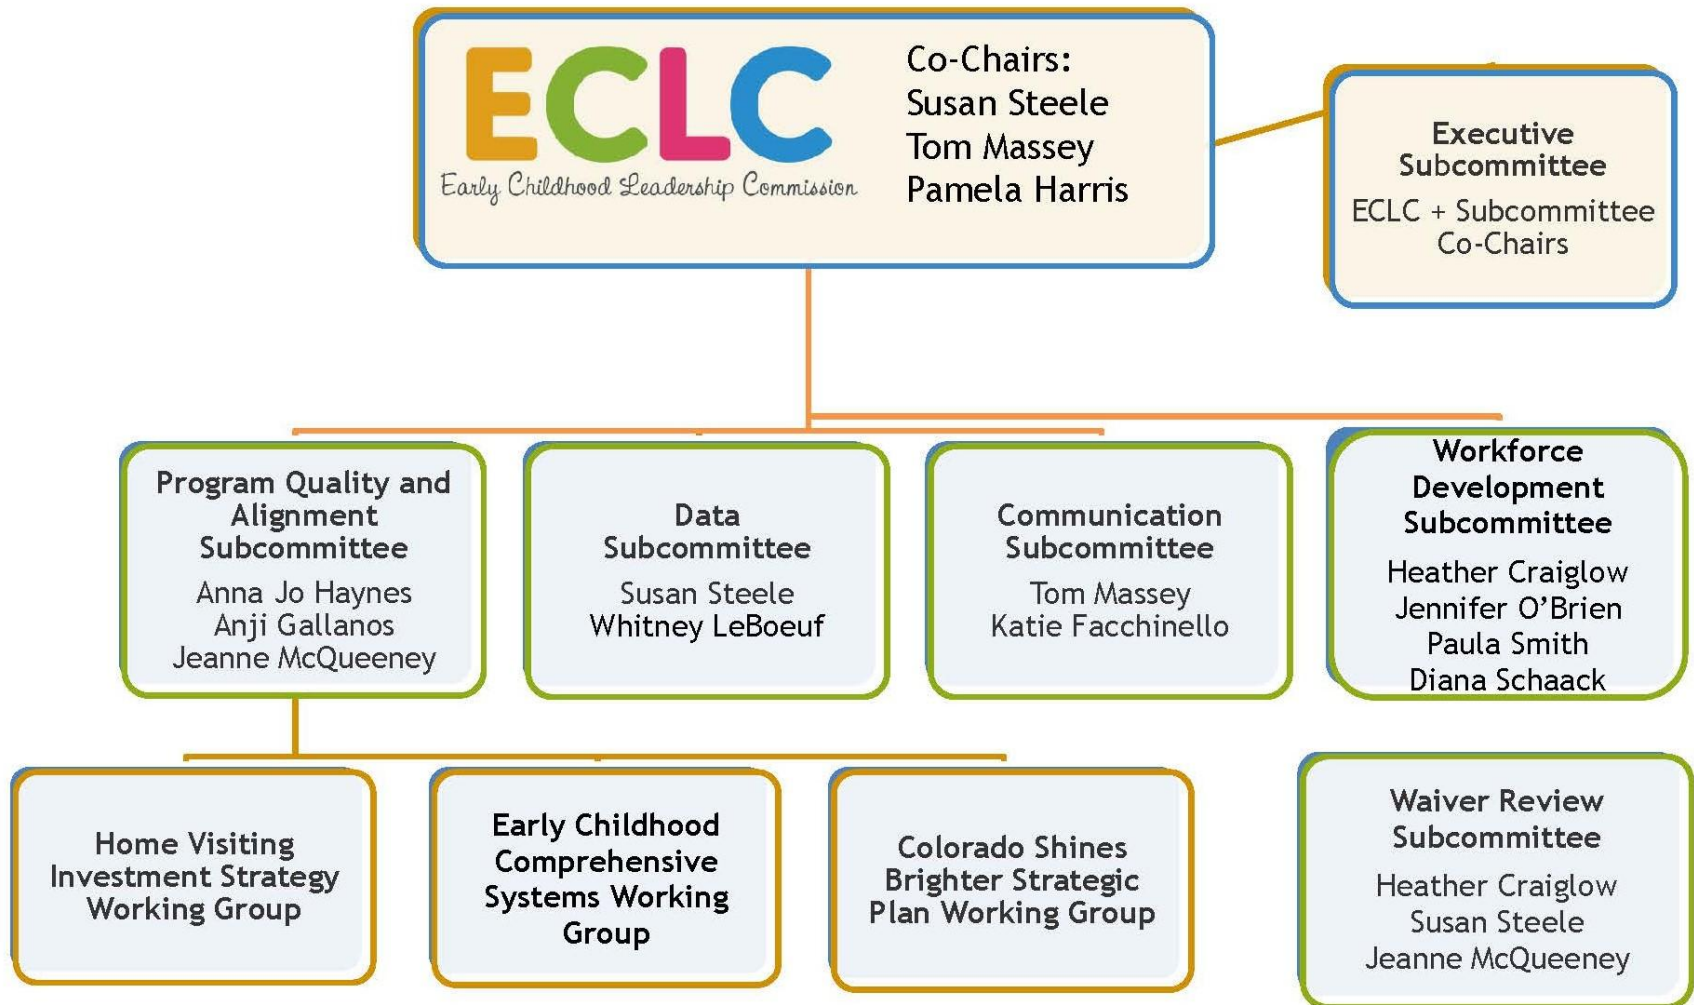 ECLC
Early Childhood Leadership Commission
Co-Chairs:
Susan Steele
Tom Massey
Pamela Harris
Executive
Subcommittee
ECLC + Subcommittee
Co-Chairs
Program Quality and
Alignment
Subcommittee
Anna Jo Haynes
Anji Gallanos
Jeanne McQueeney
Data
Subcommittee
Susan Steele
Whitney LeBoeuf
Communication
Subcommittee
Tom Massey
Katie Facchinello
Workforce
Development
Subcommittee
Heather Craiglow
Jennifer O’Brien
Paula Smith
Diana Schaack
Home Visiting
Investment Strategy
Working Group
Early Childhood
Comprehensive
Systems Working
Group
Colorado Shines
Brighter Strategic
Plan Working Group
Waiver Review
Subcommittee
Heather Craiglow
Susan Steele
Jeanne McQueeney